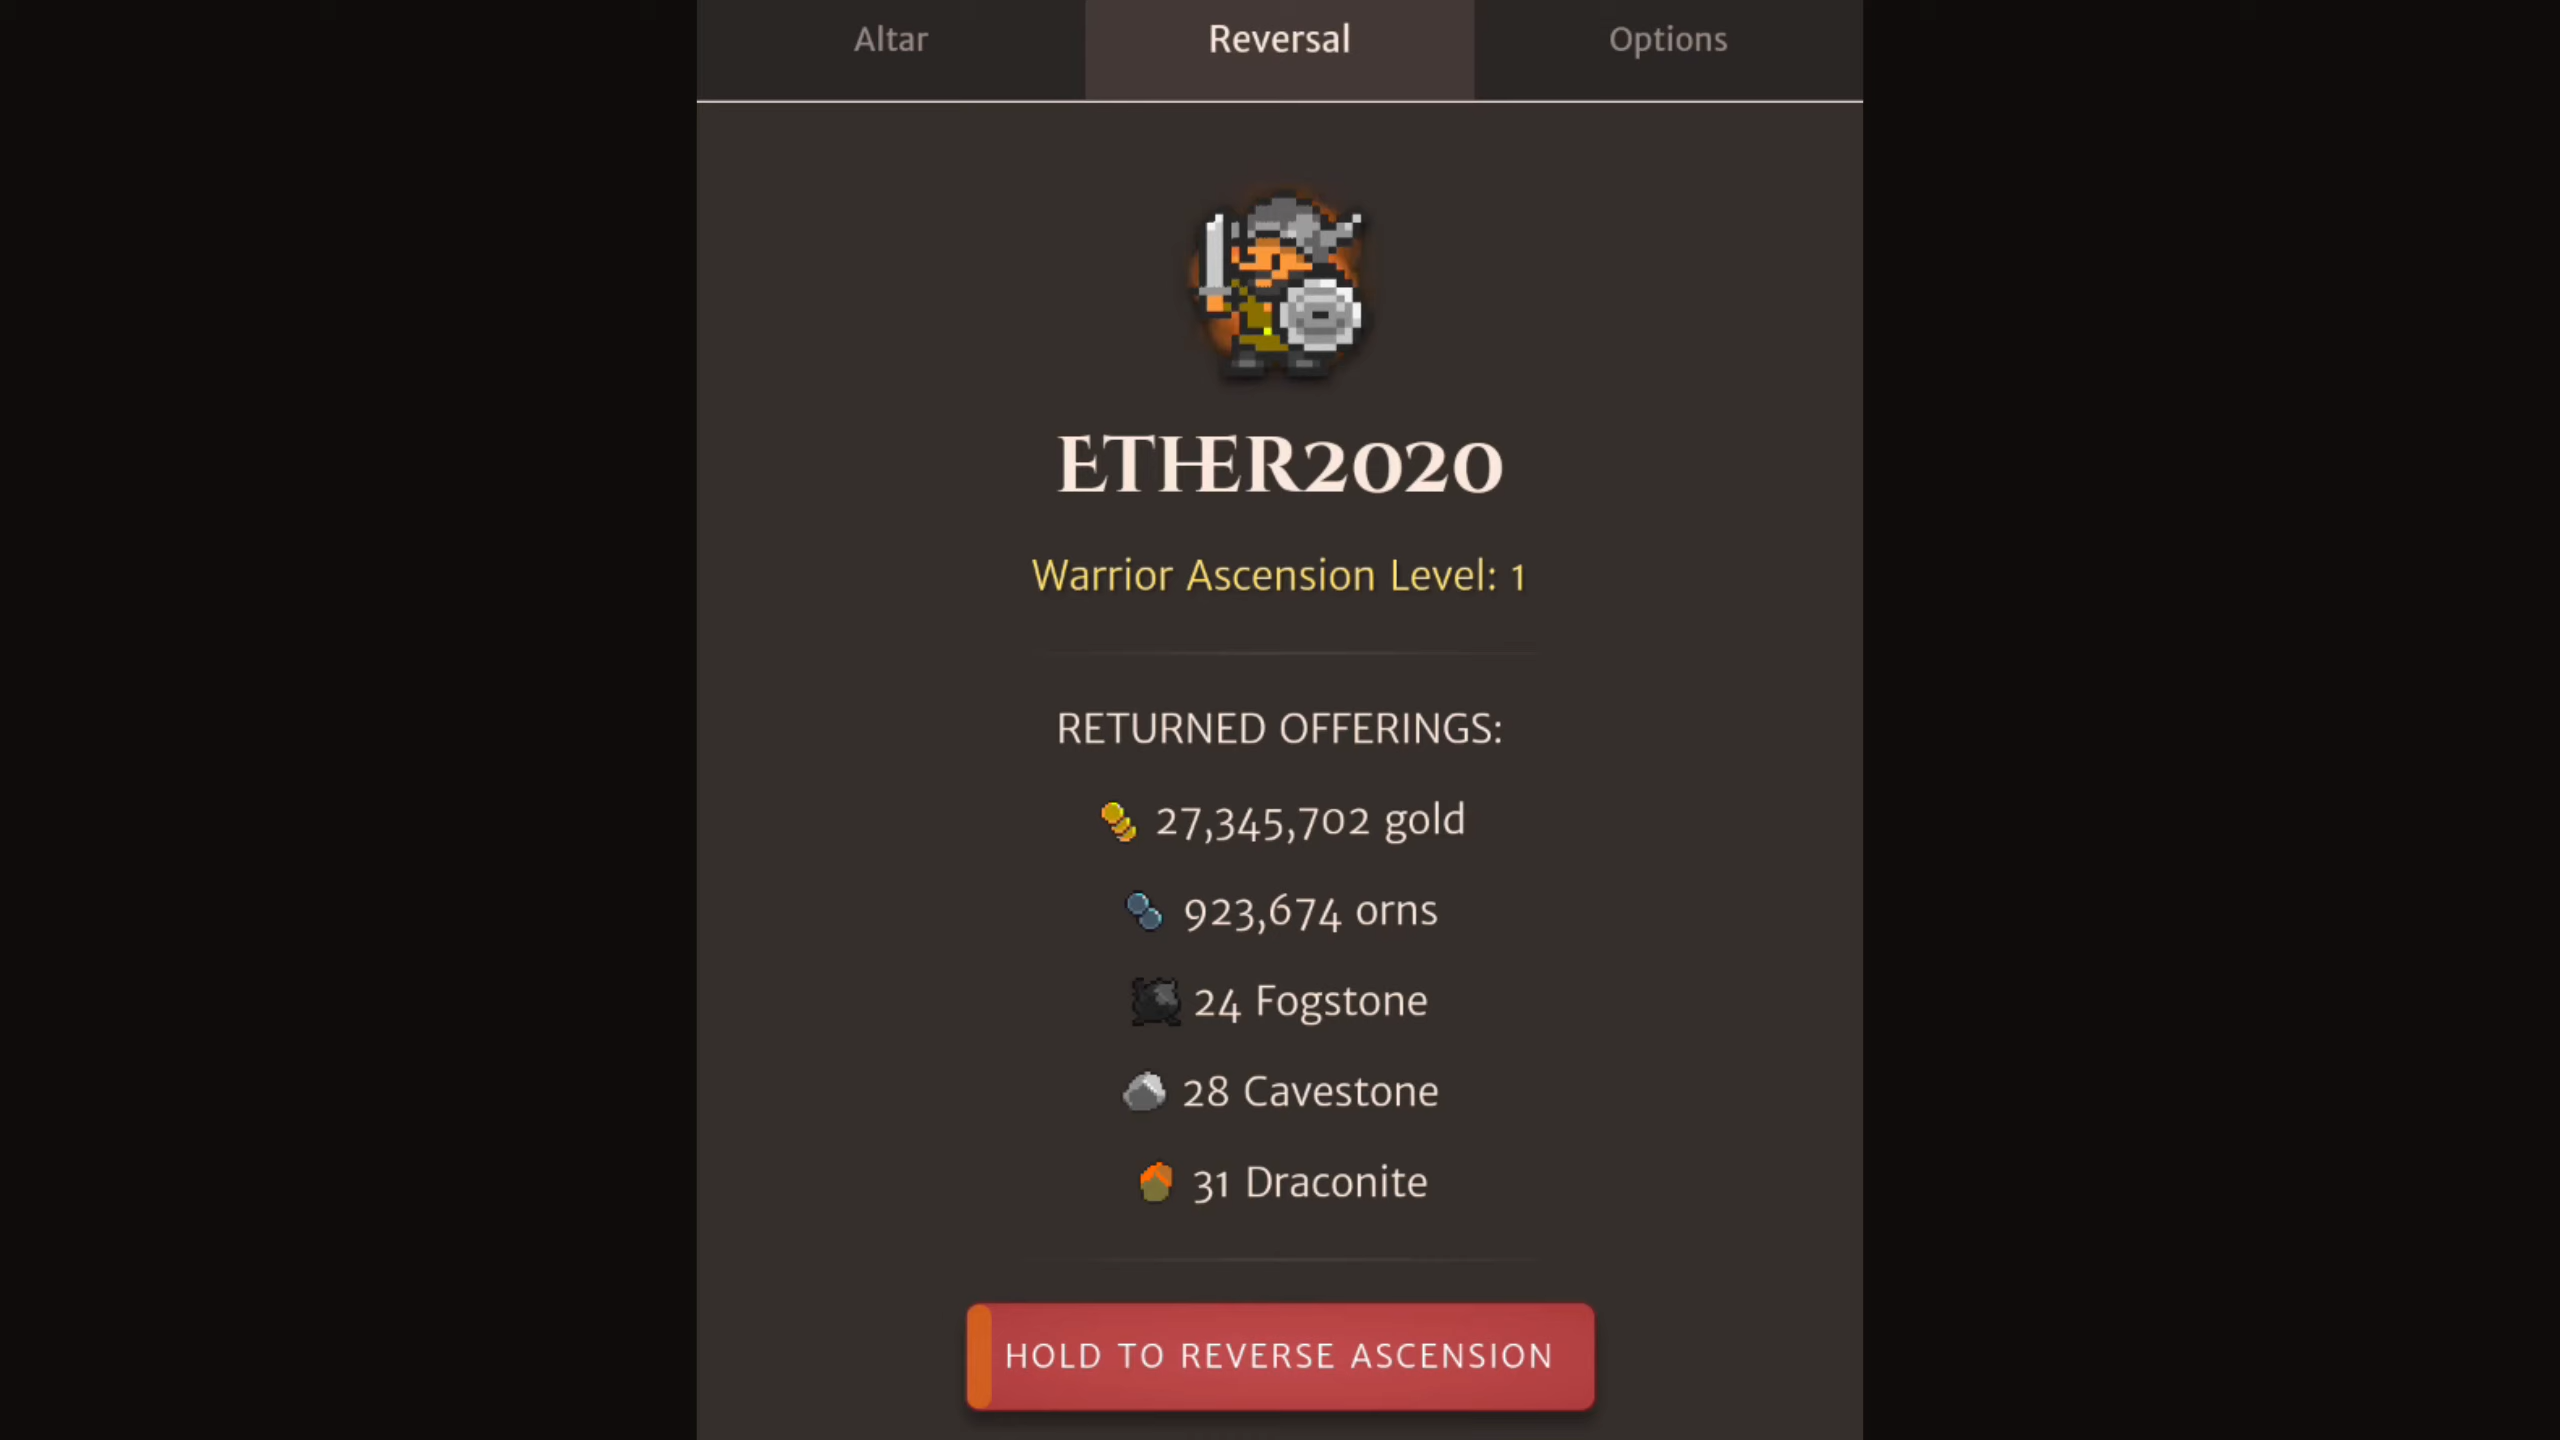 Altar Reversal Options
ETHER2020
Warrior Ascension Level: 1
RETURNED OFFERINGS:
27,345,702 gold
923,674 orns
24 Fogstone
28 Cavestone
31 Draconite
HOLD TO REVERSE ASCENSION